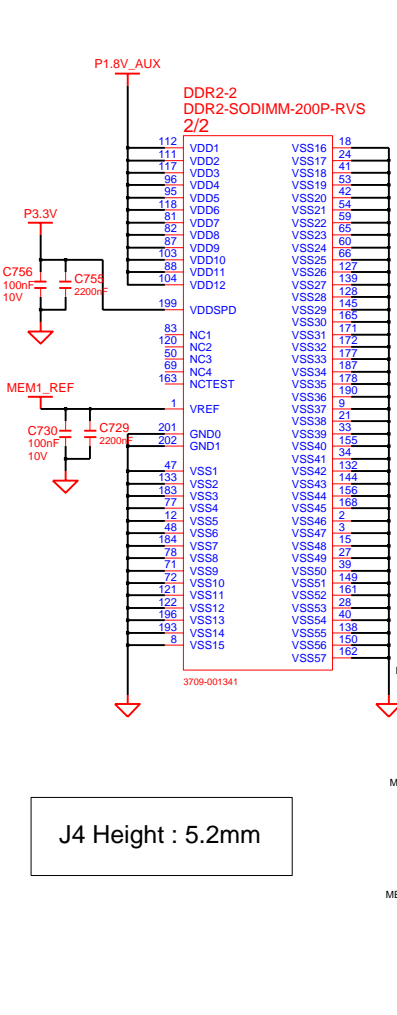 P1.8V_AUX
DDR2-2
DDR2-SODIMM-200P-RVS
2/2
112 VDD1 VSS16 18
111 VDD2 VSS17 24
117 VDD3 VSS18 41
96 VDD4 VSS19 53
95 VDD5 VSS20 42
118 VDD6 VSS21 54
81 VDD7 VSS22 59
82 VDD8 VSS23 65
87 VDD9 VSS24 60
103 VDD10 VSS25 66
88 VDD11 VSS26 127
104 VDD12 VSS27 139
VSS28 128
199 VDDSPD VSS29 145
VSS30 165
83 NC1 VSS31 171
120 NC2 VSS32 172
50 NC3 VSS33 177
69 NC4 VSS34 187
163 NCTEST VSS35 178
VSS36 190
1 VREF VSS37 9
VSS38 21
201 GND0 VSS39 33
202 GND1 VSS40 155
VSS41 34
47 VSS1 VSS42 132
133 VSS2 VSS43 144
183 VSS3 VSS44 156
77 VSS4 VSS45 168
12 VSS5 VSS46 2
48 VSS6 VSS47 3
184 VSS7 VSS48 15
78 VSS8 VSS49 27
71 VSS9 VSS50 39
72 VSS10 VSS51 149
121 VSS11 VSS52 161
122 VSS12 VSS53 28
196 VSS13 VSS54 40
193 VSS14 VSS55 138
8 VSS15 VSS56 150
VSS57 162
3709-001341
P3.3V
C756
100nF
10V
C755
2200nF
MEM1_REF
C730
100nF
10V
C729
2200nF
J4 Height : 5.2mm